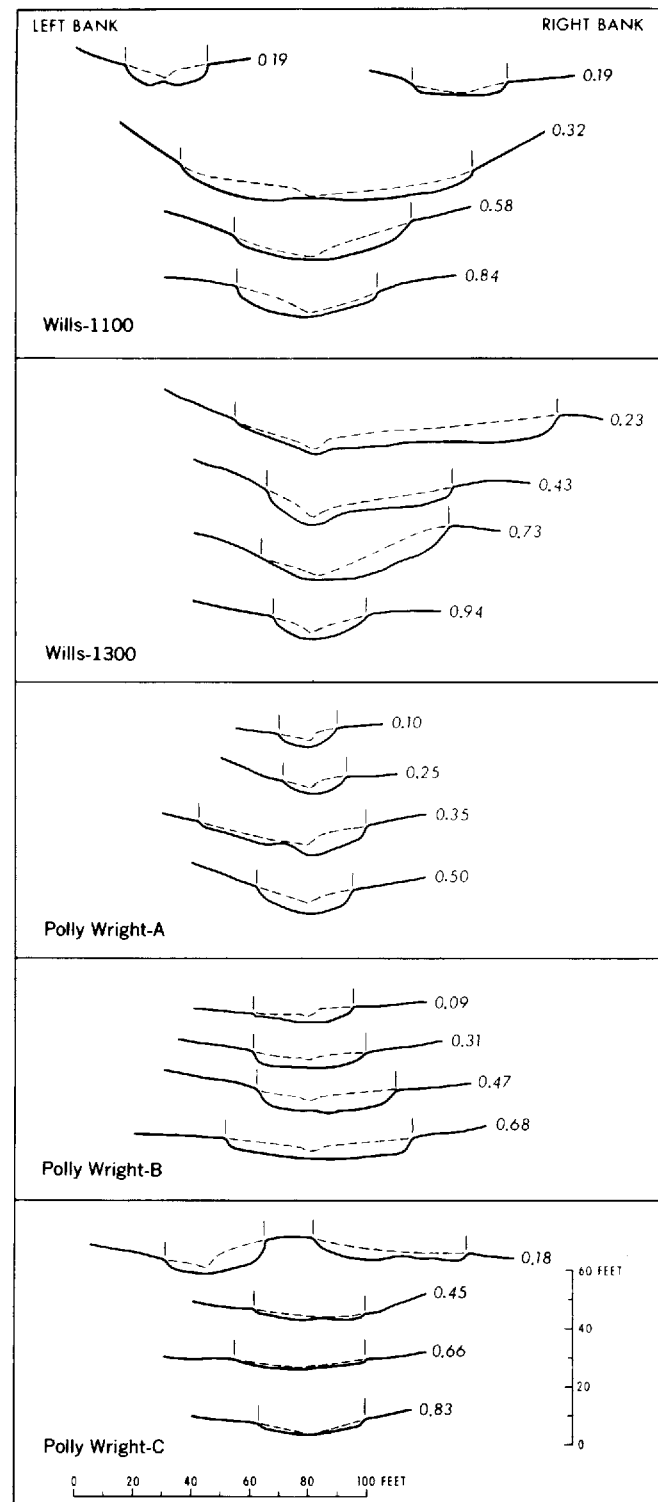 LEFT BANK RIGHT BANK
0.19 0.19
0.32
0.58
0.84
Wills-1100
0.23
0.43
0.73
0.94
Wills-1300
0.10
0.25
0.35
0.50
Polly Wright-A
0.09
0.31
0.47
0.68
Polly Wright-B
0.18
60 FEET
0.45
40
0.66
20
0.83
0
Polly Wright-C
0 20 40 60 80 100 FEET